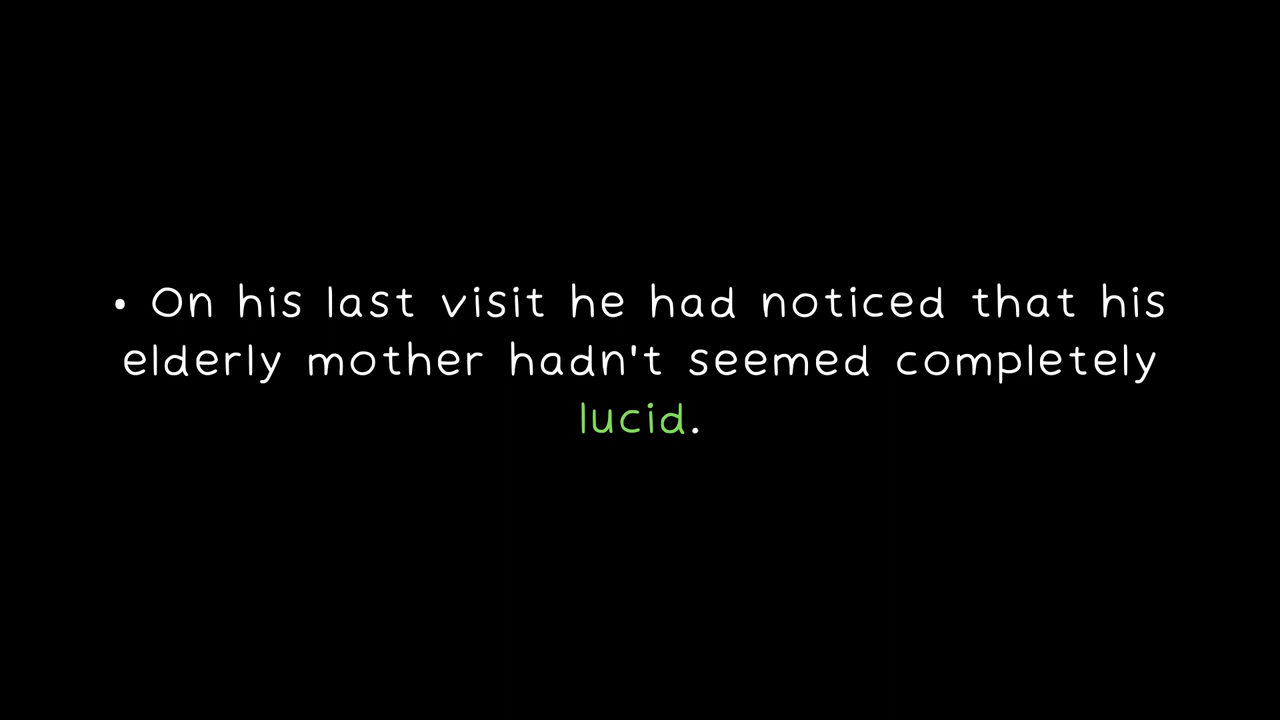 • On his last visit he had noticed that his
elderly mother hadn't seemed completely
lucid.